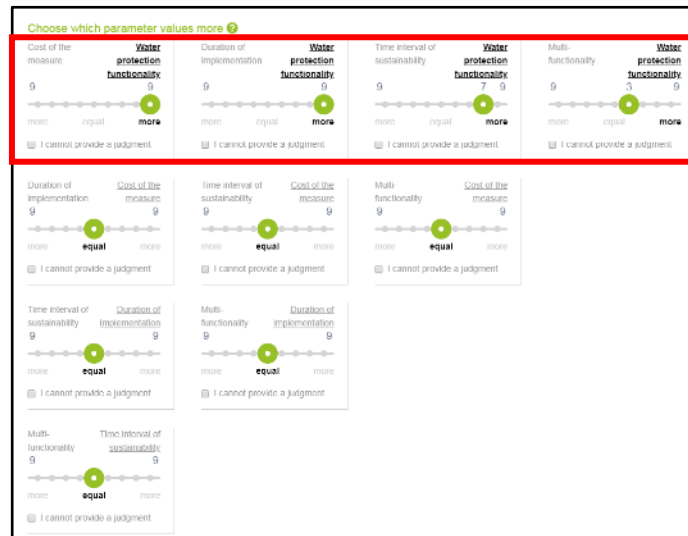 Choose which parameter values more ?
Cost of the measure Water protection functionality
9 9
more equal more
I cannot provide a judgment
Duration of implementation Water protection functionality
9 9
more equal more
I cannot provide a judgment
Time interval of sustainability Water protection functionality
9 7 9
more equal more
I cannot provide a judgment
Multi-functionality Water protection functionality
9 3 9
more equal more
I cannot provide a judgment
Duration of implementation Cost of the measure
9 9
more equal more
I cannot provide a judgment
Time interval of sustainability Cost of the measure
9 9
more equal more
I cannot provide a judgment
Multi-functionality Cost of the measure
9 9
more equal more
I cannot provide a judgment
Time interval of sustainability Duration of implementation
9 9
more equal more
I cannot provide a judgment
Multi-functionality Duration of implementation
9 9
more equal more
I cannot provide a judgment
Multi-functionality Time interval of sustainability
9 9
more equal more
I cannot provide a judgment